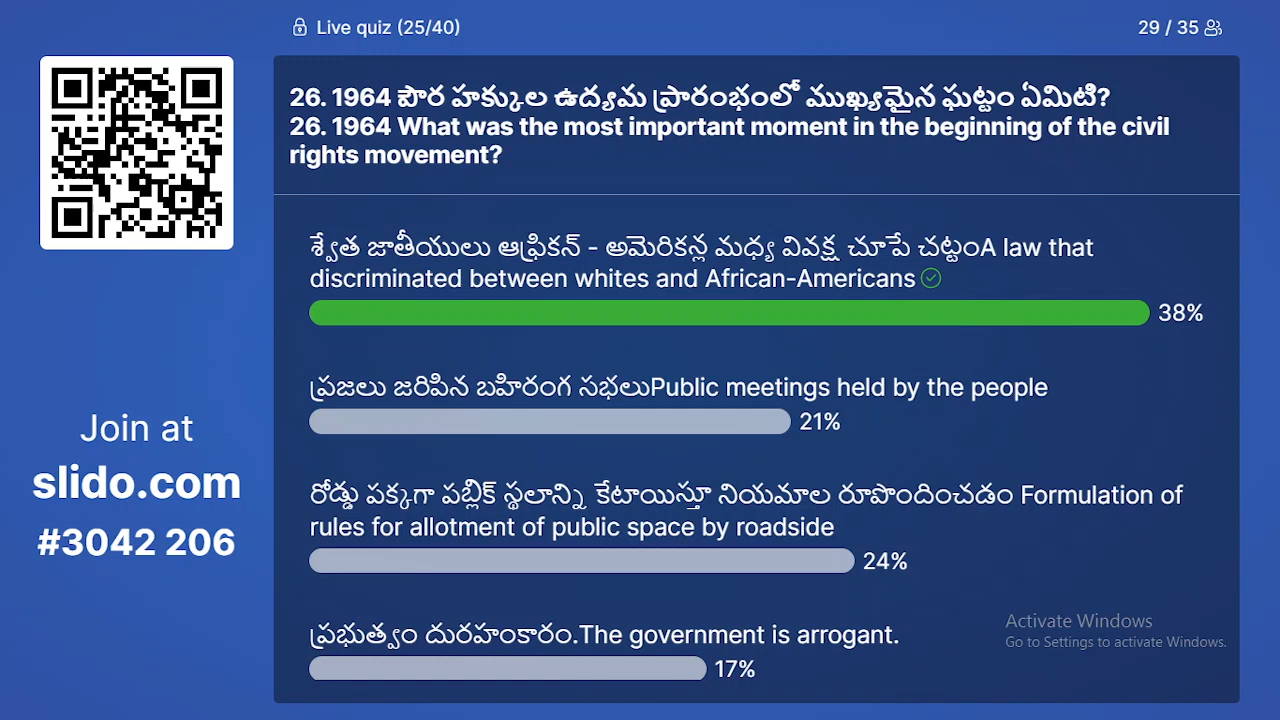 Live quiz (25/40)
29 / 35
26. 1964 పౌర హక్కుల ఉద్యమ ప్రారంభంలో ముఖ్యమైన ఘట్టం ఏమిటి?
26. 1964 What was the most important moment in the beginning of the civil
rights movement?
శ్వేత జాతీయులు ఆఫ్రికన్ - అమెరికన్ల మధ్య వివక్ష చూపే చట్టంA law that
discriminated between whites and African-Americans
38%
ప్రజలు జరిపిన బహిరంగ సభలుPublic meetings held by the people
21%
రోడ్డు పక్కగా పబ్లిక్ స్థలాన్ని కేటాయిస్తూ నియమాల రూపొందించడం Formulation of
rules for allotment of public space by roadside
24%
ప్రభుత్వం దురహంకారం.The government is arrogant.
17%
Join at
slido.com
#3042 206
Activate Windows
Go to Settings to activate Windows.